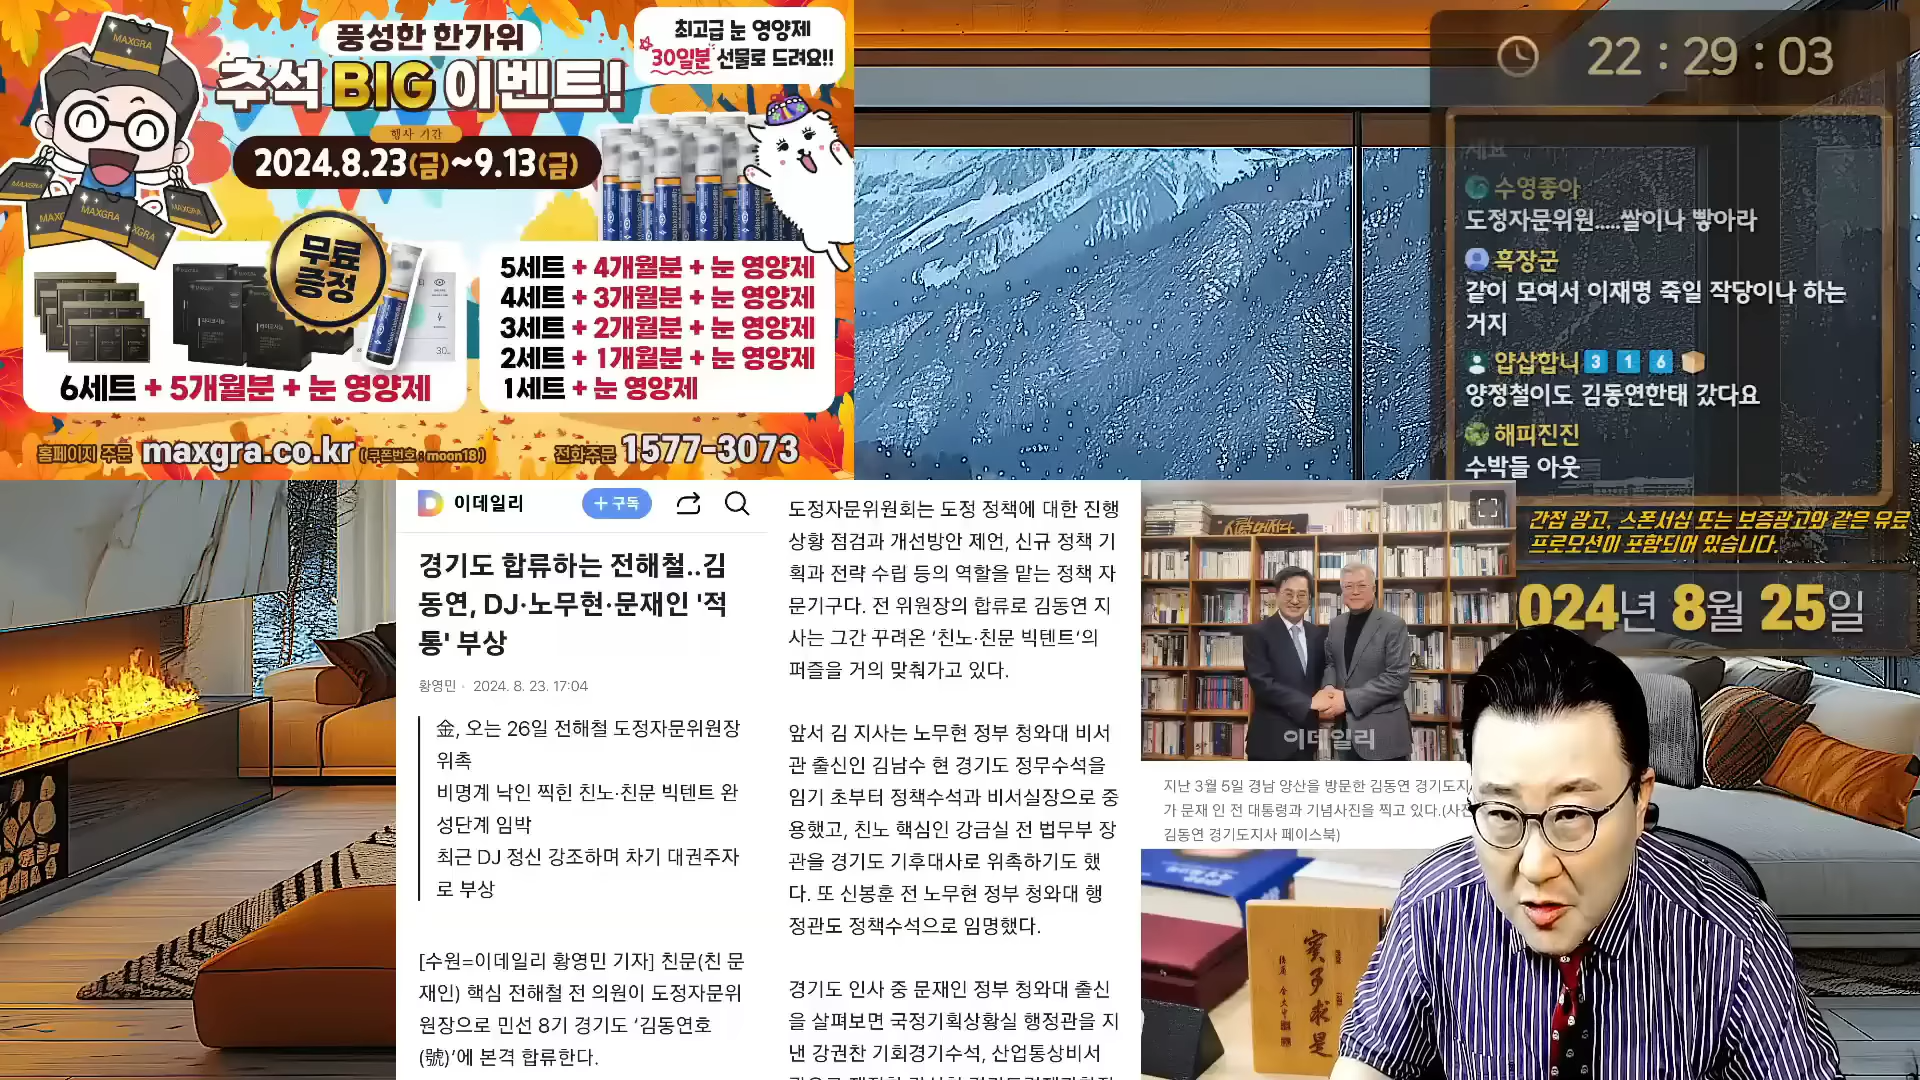 MAXGRA
풍성한 한가위
추석 BIG 이벤트!
행사 기간
2024.8.23(금)~9.13(금)
최고급 눈 영양제
30일분 선물로 드려요!!
무료
증정
6세트 + 5개월분 + 눈 영양제
5세트 + 4개월분 + 눈 영양제
4세트 + 3개월분 + 눈 영양제
3세트 + 2개월분 + 눈 영양제
2세트 + 1개월분 + 눈 영양제
1세트 + 눈 영양제
홈페이지 주문 maxgra.co.kr (쿠폰번호 : moon18)
전화주문 1577-3073
22 : 29 : 03
세요
수영좋아
도정자문위원.....쌀이나 빻아라
흑장군
같이 모여서 이재명 죽일 작당이나 하는
거지
얍삽합니 3 1 6
양정철이도 김동연한태 갔다요
해피진진
수박들 아웃
간접 광고, 스폰서십 또는 보증광고와 같은 유료
프로모션이 포함되어 있습니다.
024년 8월 25일
이데일리
+ 구독
경기도 합류하는 전해철..김
동연, DJ·노무현·문재인 '적
통' 부상
황영민 · 2024. 8. 23. 17:04
金, 오는 26일 전해철 도정자문위원장
위촉
비명계 낙인 찍힌 친노·친문 빅텐트 완
성단계 임박
최근 DJ 정신 강조하며 차기 대권주자
로 부상
[수원=이데일리 황영민 기자] 친문(친 문
재인) 핵심 전해철 전 의원이 도정자문위
원장으로 민선 8기 경기도 '김동연호
(號)'에 본격 합류한다.
도정자문위원회는 도정 정책에 대한 진행
상황 점검과 개선방안 제언, 신규 정책 기
획과 전략 수립 등의 역할을 맡는 정책 자
문기구다. 전 위원장의 합류로 김동연 지
사는 그간 꾸려온 '친노·친문 빅텐트'의
퍼즐을 거의 맞춰가고 있다.
앞서 김 지사는 노무현 정부 청와대 비서
관 출신인 김남수 현 경기도 정무수석을
임기 초부터 정책수석과 비서실장으로 중
용했고, 친노 핵심인 강금실 전 법무부 장
관을 경기도 기후대사로 위촉하기도 했
다. 또 신봉훈 전 노무현 정부 청와대 행
정관도 정책수석으로 임명했다.
경기도 인사 중 문재인 정부 청와대 출신
을 살펴보면 국정기획상황실 행정관을 지
낸 강권찬 기회경기수석, 산업통상비서
사람이 먼저다.
이데일리
지난 3월 5일 경남 양산을 방문한 김동연 경기도지
가 문재 인 전 대통령과 기념사진을 찍고 있다.(사진
김동연 경기도지사 페이스북)
實事求是